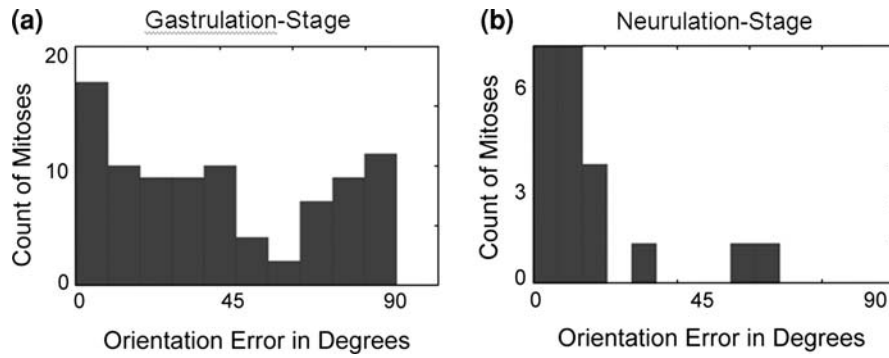 (a) Gastrulation-Stage
20
10
0
Count of Mitoses
0 45 90
Orientation Error in Degrees
(b) Neurulation-Stage
6
3
0
Count of Mitoses
0 45 90
Orientation Error in Degrees